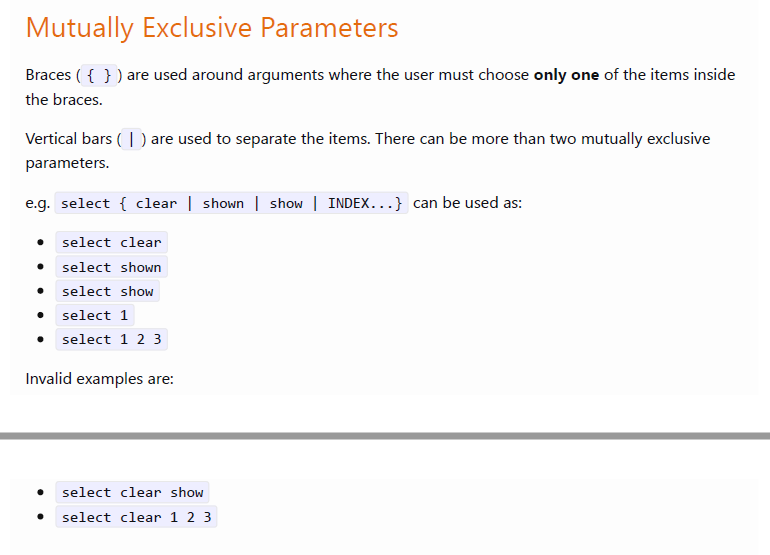 Mutually Exclusive Parameters
Braces ( { } ) are used around arguments where the user must choose only one of the items inside
the braces.
Vertical bars ( | ) are used to separate the items. There can be more than two mutually exclusive
parameters.
e.g. select { clear | shown | show | INDEX...} can be used as:
• select clear
• select shown
• select show
• select 1
• select 1 2 3
Invalid examples are:
• select clear show
• select clear 1 2 3